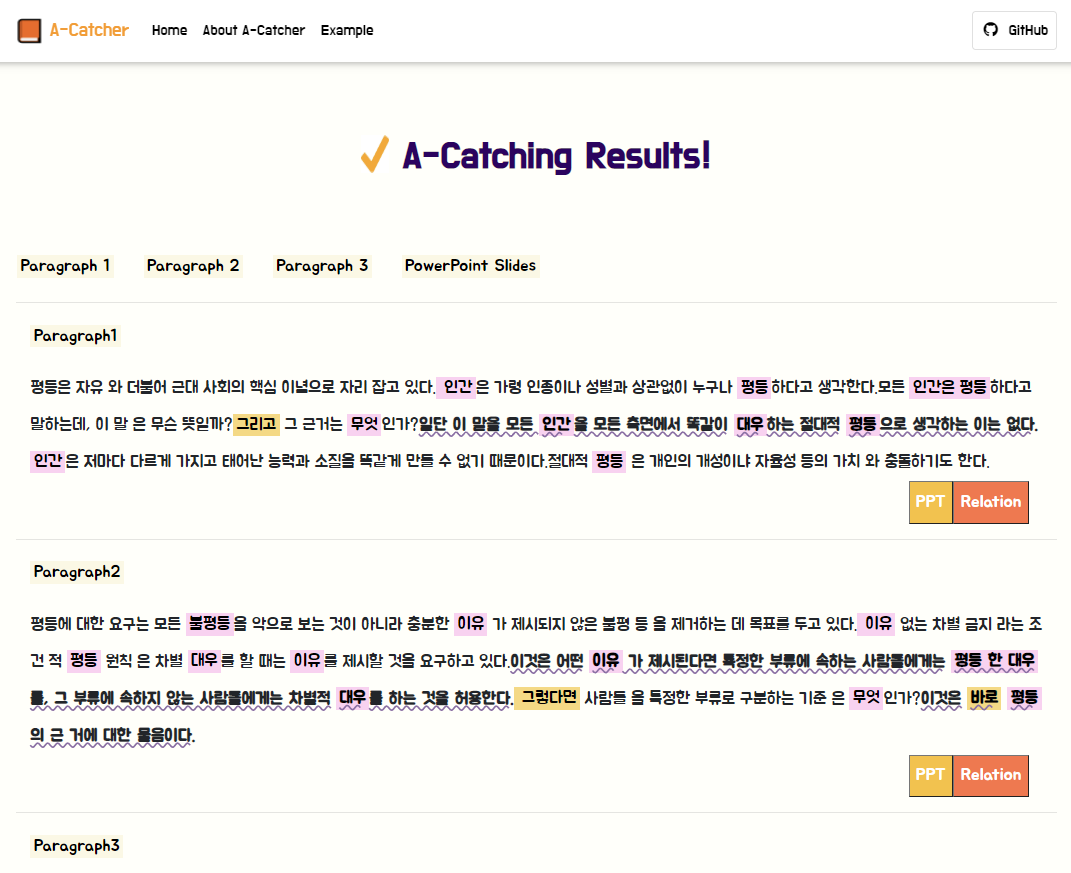 A-Catcher Home About A-Catcher Example GitHub
A-Catching Results!
Paragraph 1 Paragraph 2 Paragraph 3 PowerPoint Slides
Paragraph1
평등은 자유 와 더불어 근대 사회의 핵심 이념으로 자리 잡고 있다. 인간은 가령 인종이나 성별과 상관없이 누구나 평등하다고 생각한다.모든 인간은 평등하다고
말하는데, 이 말 은 무슨 뜻일까?그리고 그 근거는 무엇인가?일단 이 말을 모든 인간을 모든 측면에서 똑같이 대우하는 절대적 평등으로 생각하는 이는 없다.
인간은 저마다 다르게 가지고 태어난 능력과 소질을 똑같게 만들 수 없기 때문이다.절대적 평등 은 개인의 개성이냐 자율성 등의 가치 와 충돌하기도 한다.
PPT Relation
Paragraph2
평등에 대한 요구는 모든 불평등을 악으로 보는 것이 아니라 충분한 이유 가 제시되지 않은 불평 등 을 제거하는 데 목표를 두고 있다. 이유 없는 차별 금지 라는 조
건 적 평등 원칙 은 차별 대우를 할 때는 이유를 제시할 것을 요구하고 있다.이것은 어떤 이유 가 제시된다면 특정한 부류에 속하는 사람들에게는 평등 한 대우
를, 그 부류에 속하지 않는 사람들에게는 차별적 대우를 하는 것을 허용한다. 그렇다면 사람들 을 특정한 부류로 구분하는 기준 은 무엇인가?이것은 바로 평등
의 근 거에 대한 물음이다.
PPT Relation
Paragraph3